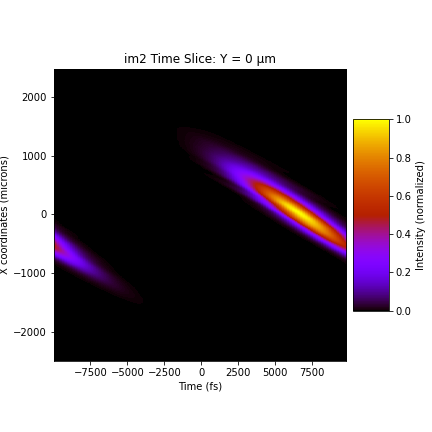 im2 Time Slice: Y = 0 μm
2000
1000
0
−1000
−2000
X coordinates (microns)
−7500 −5000 −2500 0 2500 5000 7500
Time (fs)
1.0
0.8
0.6
0.4
0.2
0.0
Intensity (normalized)